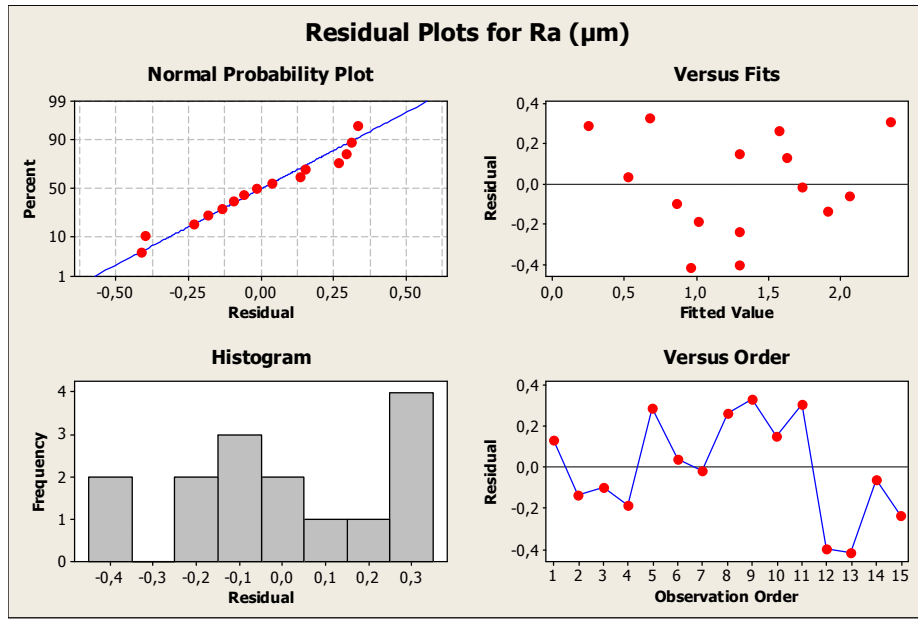 Residual Plots for Ra (µm)
Normal Probability Plot
99
90
50
10
1
Percent
-0,50 -0,25 0,00 0,25 0,50
Residual
Versus Fits
0,4
0,2
0,0
-0,2
-0,4
Residual
0,0 0,5 1,0 1,5 2,0
Fitted Value
Histogram
4
3
2
1
0
Frequency
-0,4 -0,3 -0,2 -0,1 0,0 0,1 0,2 0,3
Residual
Versus Order
0,4
0,2
0,0
-0,2
-0,4
Residual
1 2 3 4 5 6 7 8 9 10 11 12 13 14 15
Observation Order